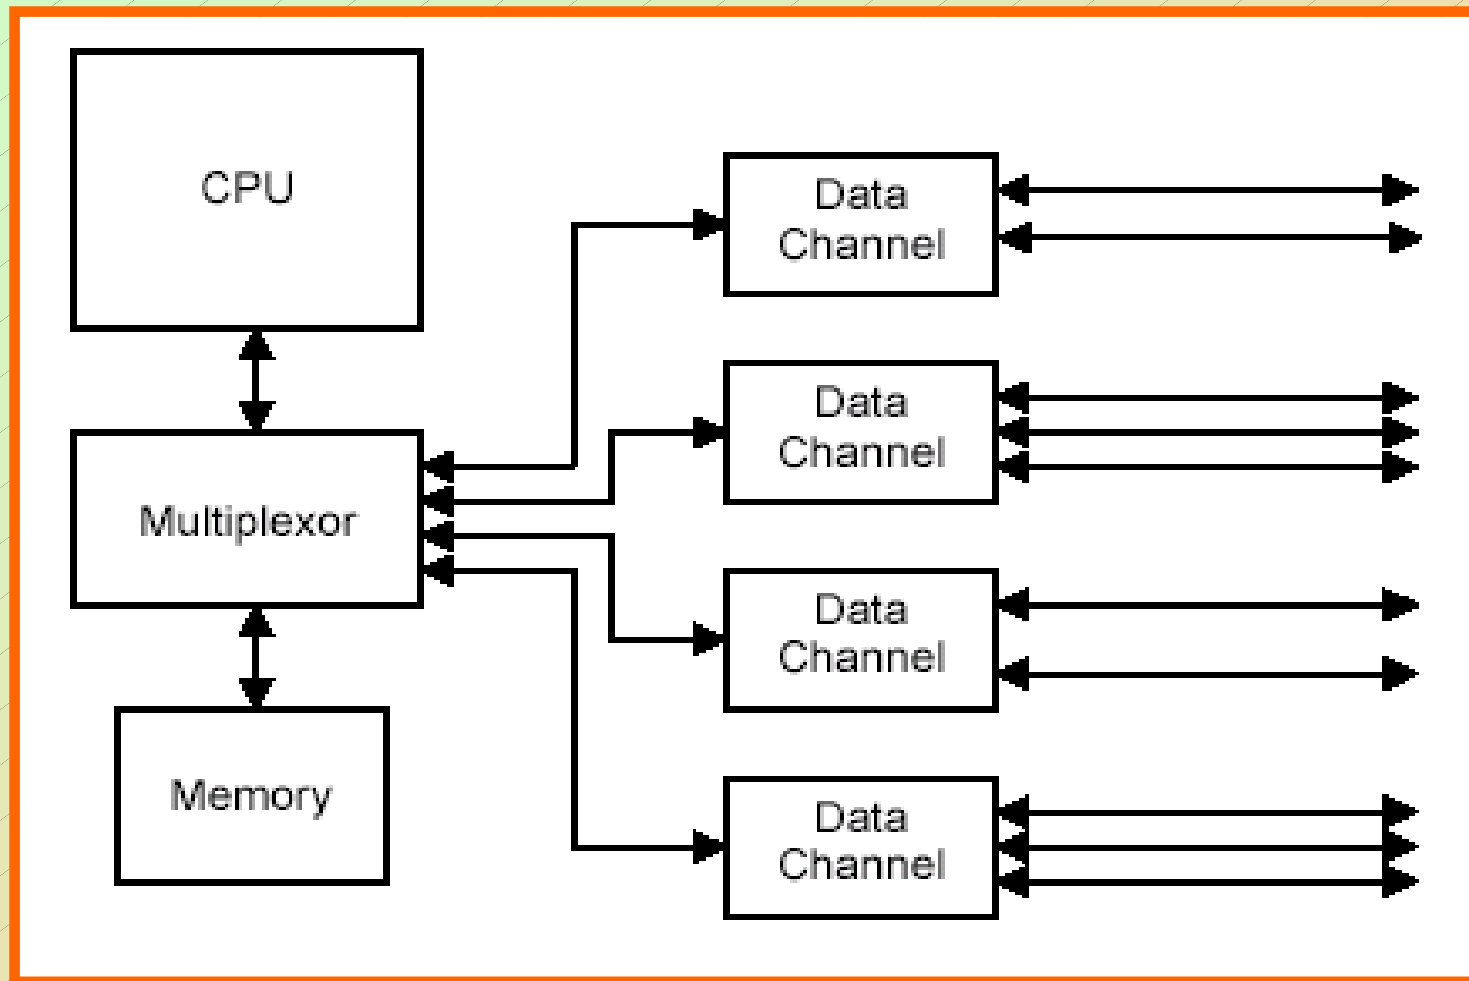 CPU
Multiplexor
Memory
Data
Channel
Data
Channel
Data
Channel
Data
Channel